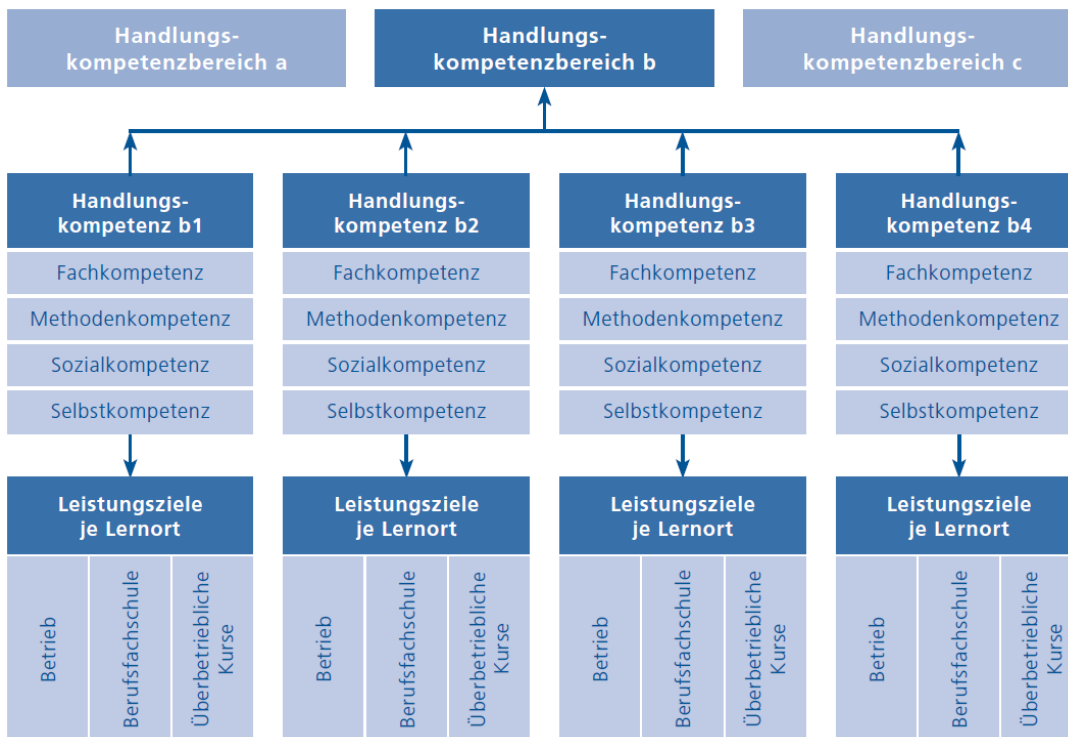 Handlungs-
kompetenzbereich a
Handlungs-
kompetenzbereich b
Handlungs-
kompetenzbereich c
Handlungs-
kompetenz b1
Fachkompetenz
Methodenkompetenz
Sozialkompetenz
Selbstkompetenz
Leistungsziele
je Lernort
Betrieb
Berufsfachschule
Überbetriebliche
Kurse
Handlungs-
kompetenz b2
Fachkompetenz
Methodenkompetenz
Sozialkompetenz
Selbstkompetenz
Leistungsziele
je Lernort
Betrieb
Berufsfachschule
Überbetriebliche
Kurse
Handlungs-
kompetenz b3
Fachkompetenz
Methodenkompetenz
Sozialkompetenz
Selbstkompetenz
Leistungsziele
je Lernort
Betrieb
Berufsfachschule
Überbetriebliche
Kurse
Handlungs-
kompetenz b4
Fachkompetenz
Methodenkompetenz
Sozialkompetenz
Selbstkompetenz
Leistungsziele
je Lernort
Betrieb
Berufsfachschule
Überbetriebliche
Kurse